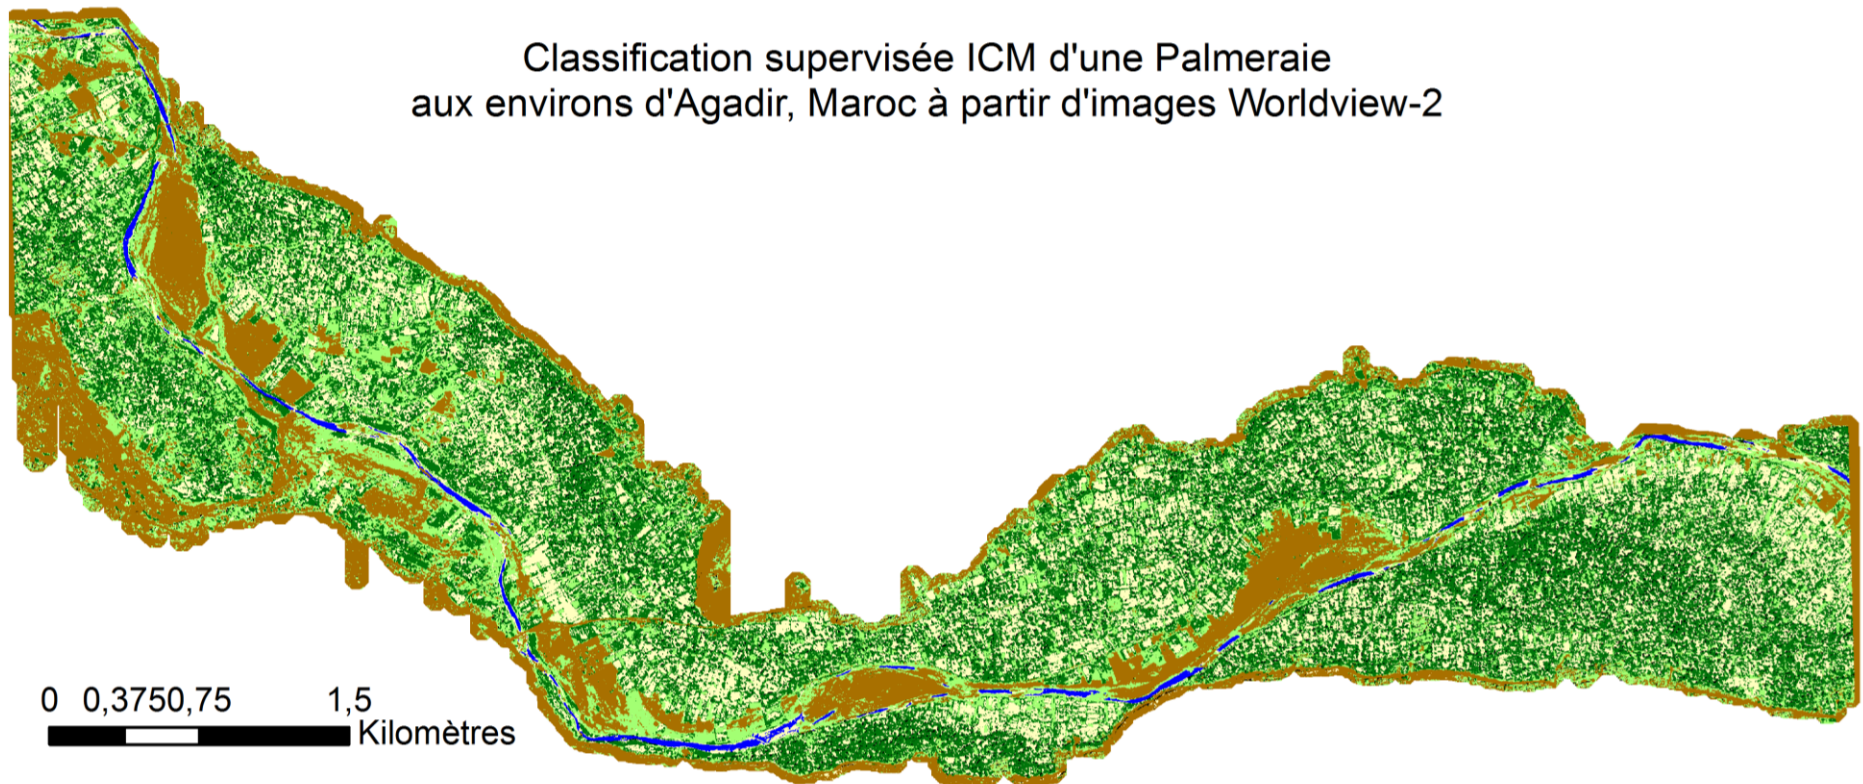 Classification supervisée ICM d'une Palmeraie
aux environs d'Agadir, Maroc à partir d'images Worldview-2
0 0,3750,75 1,5
Kilomètres